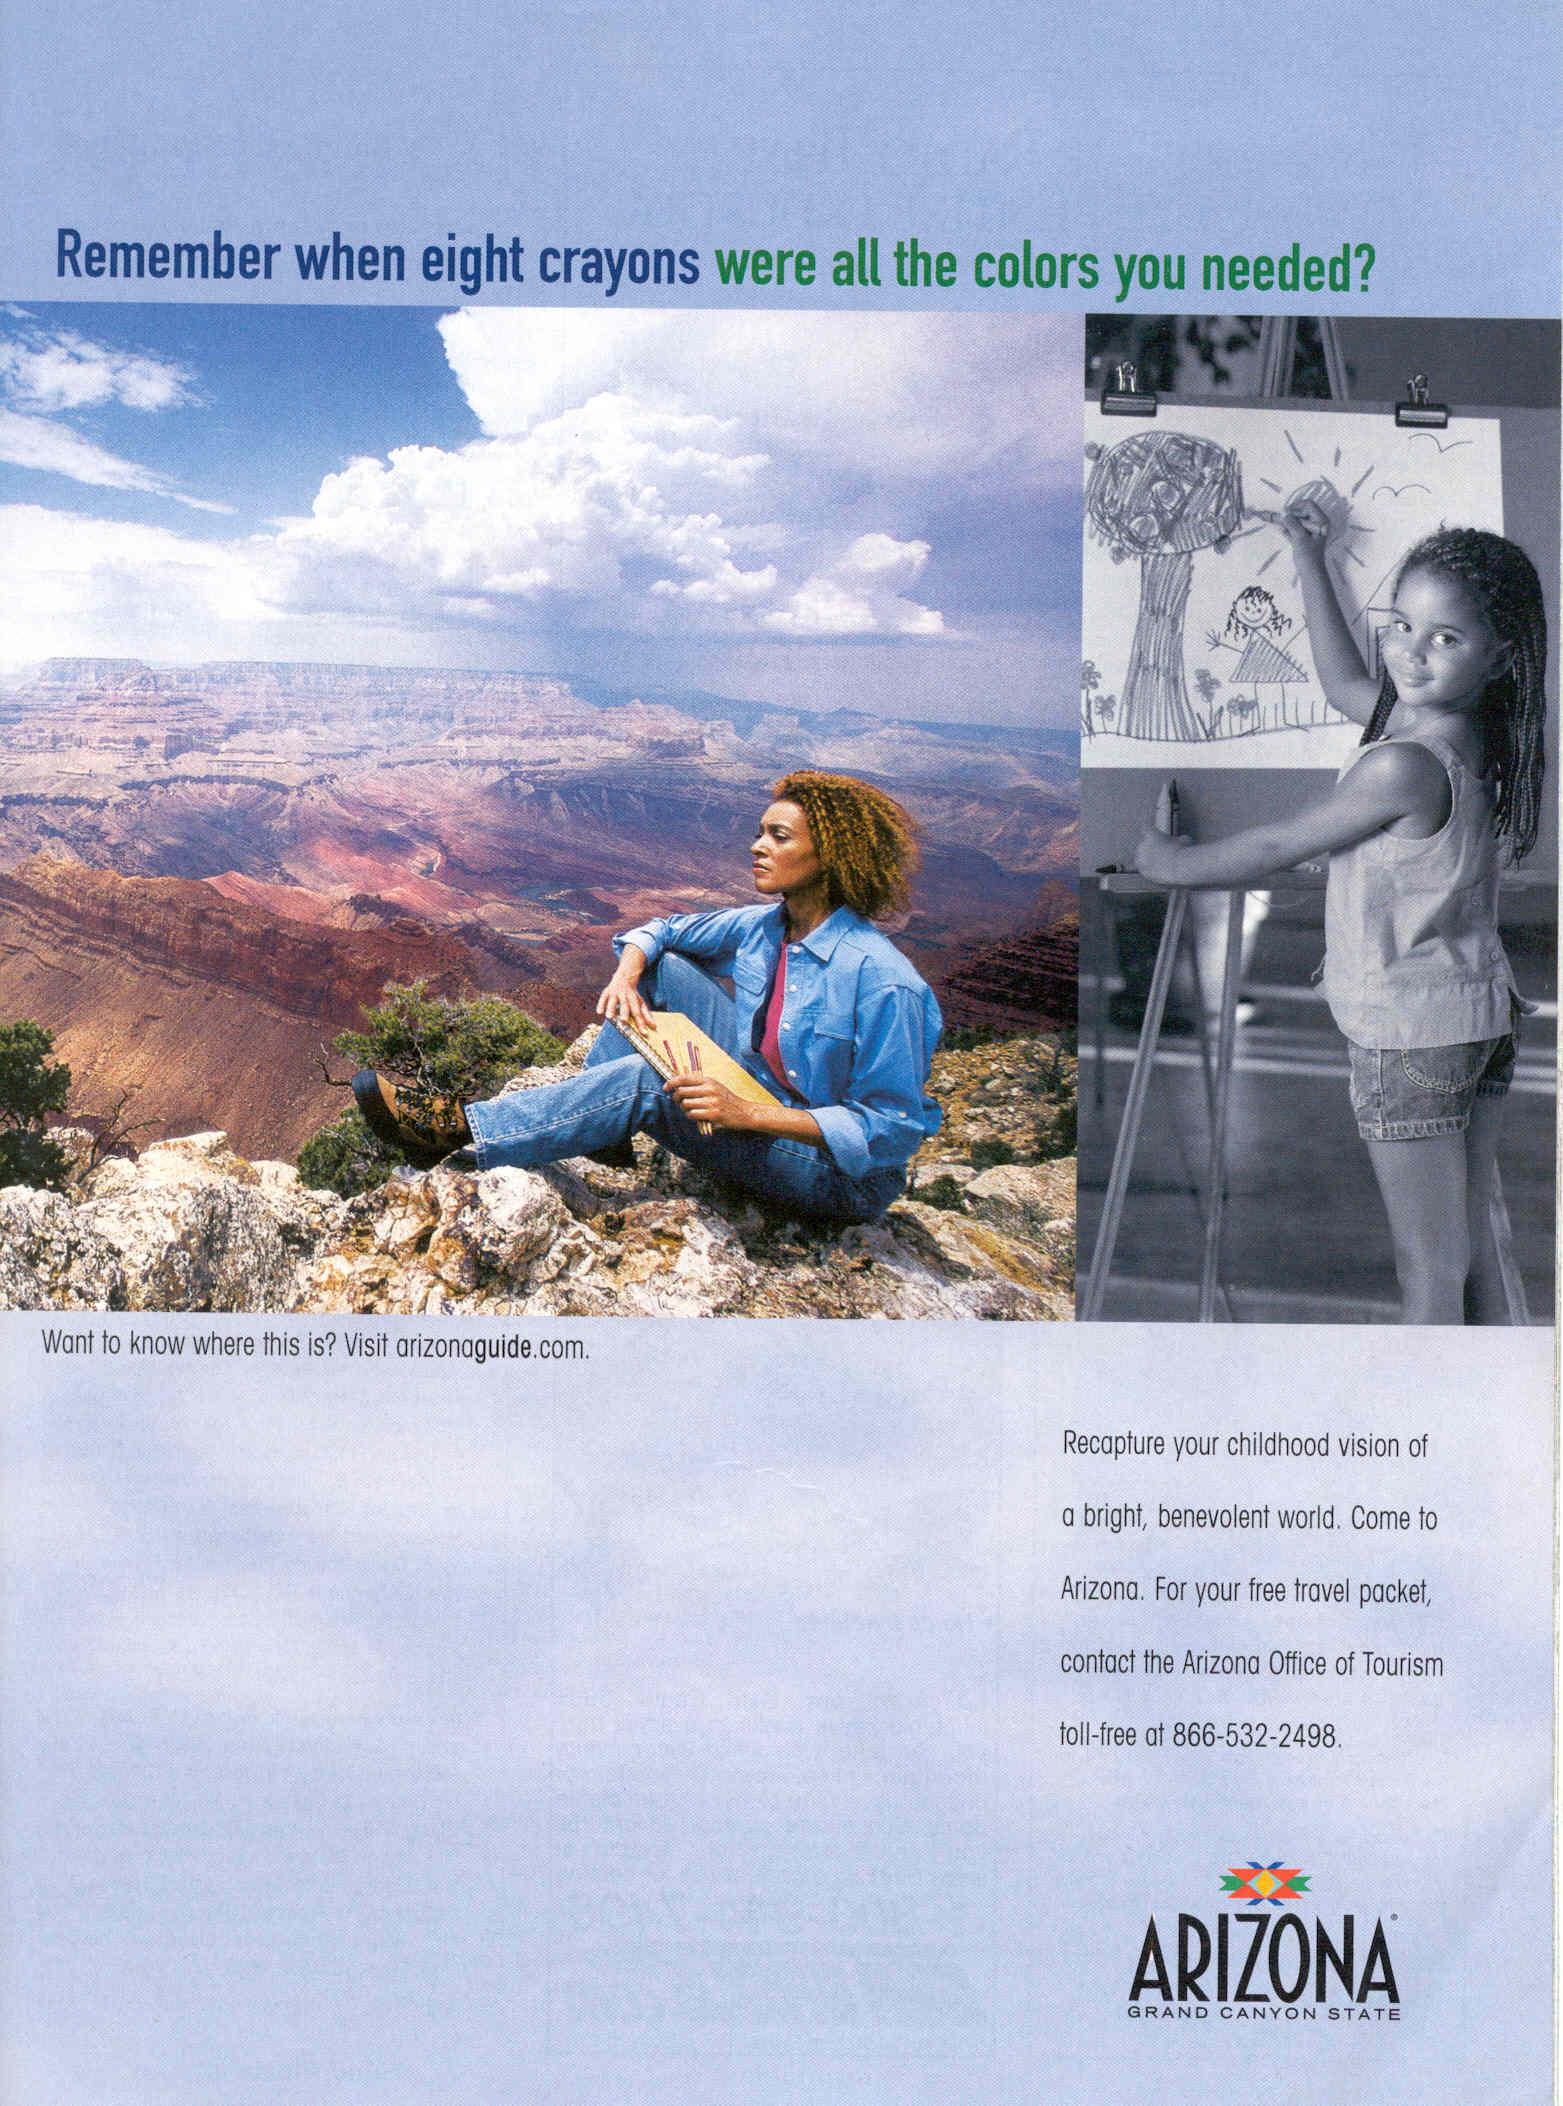 Remember when eight crayons were all the colors you needed?
Want to know where this is? Visit arizonaguide.com.
Recapture your childhood vision of
a bright, benevolent world. Come to
Arizona. For your free travel packet,
contact the Arizona Office of Tourism
toll-free at 866-532-2498.
ARIZONA®
GRAND CANYON STATE